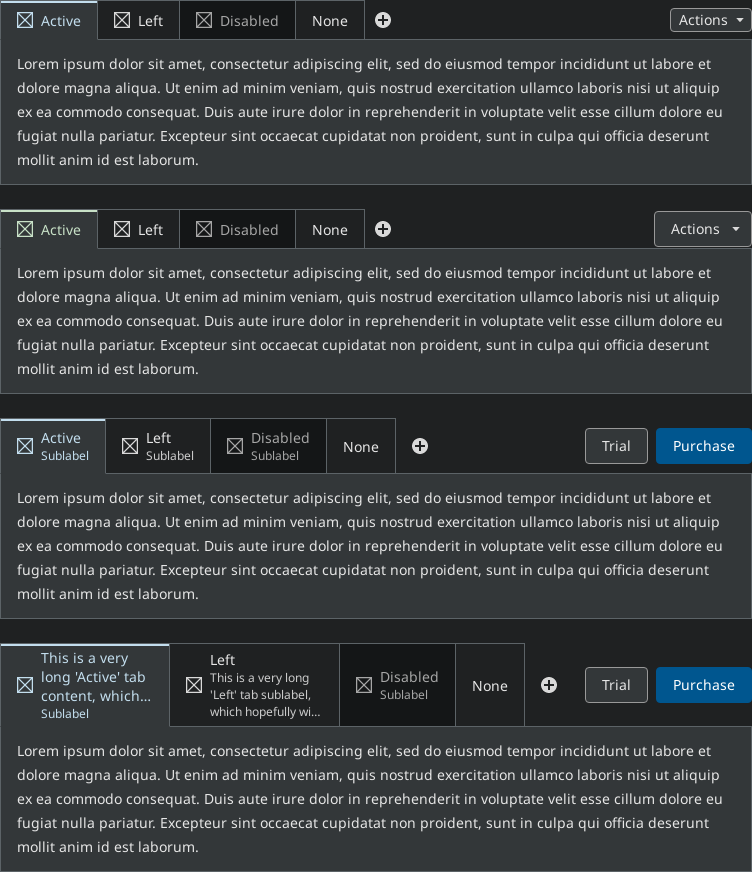 Active Left Disabled None Actions
Lorem ipsum dolor sit amet, consectetur adipiscing elit, sed do eiusmod tempor incididunt ut labore et
dolore magna aliqua. Ut enim ad minim veniam, quis nostrud exercitation ullamco laboris nisi ut aliquip
ex ea commodo consequat. Duis aute irure dolor in reprehenderit in voluptate velit esse cillum dolore eu
fugiat nulla pariatur. Excepteur sint occaecat cupidatat non proident, sunt in culpa qui officia deserunt
mollit anim id est laborum.
Active Left Disabled None Actions
Lorem ipsum dolor sit amet, consectetur adipiscing elit, sed do eiusmod tempor incididunt ut labore et
dolore magna aliqua. Ut enim ad minim veniam, quis nostrud exercitation ullamco laboris nisi ut aliquip
ex ea commodo consequat. Duis aute irure dolor in reprehenderit in voluptate velit esse cillum dolore eu
fugiat nulla pariatur. Excepteur sint occaecat cupidatat non proident, sunt in culpa qui officia deserunt
mollit anim id est laborum.
Active
Sublabel
Left
Sublabel
Disabled
Sublabel
None
Trial
Purchase
Lorem ipsum dolor sit amet, consectetur adipiscing elit, sed do eiusmod tempor incididunt ut labore et
dolore magna aliqua. Ut enim ad minim veniam, quis nostrud exercitation ullamco laboris nisi ut aliquip
ex ea commodo consequat. Duis aute irure dolor in reprehenderit in voluptate velit esse cillum dolore eu
fugiat nulla pariatur. Excepteur sint occaecat cupidatat non proident, sunt in culpa qui officia deserunt
mollit anim id est laborum.
This is a very
long 'Active' tab
content, which...
Sublabel
Left
This is a very long
'Left' tab sublabel,
which hopefully wi...
Disabled
Sublabel
None
Trial
Purchase
Lorem ipsum dolor sit amet, consectetur adipiscing elit, sed do eiusmod tempor incididunt ut labore et
dolore magna aliqua. Ut enim ad minim veniam, quis nostrud exercitation ullamco laboris nisi ut aliquip
ex ea commodo consequat. Duis aute irure dolor in reprehenderit in voluptate velit esse cillum dolore eu
fugiat nulla pariatur. Excepteur sint occaecat cupidatat non proident, sunt in culpa qui officia deserunt
mollit anim id est laborum.